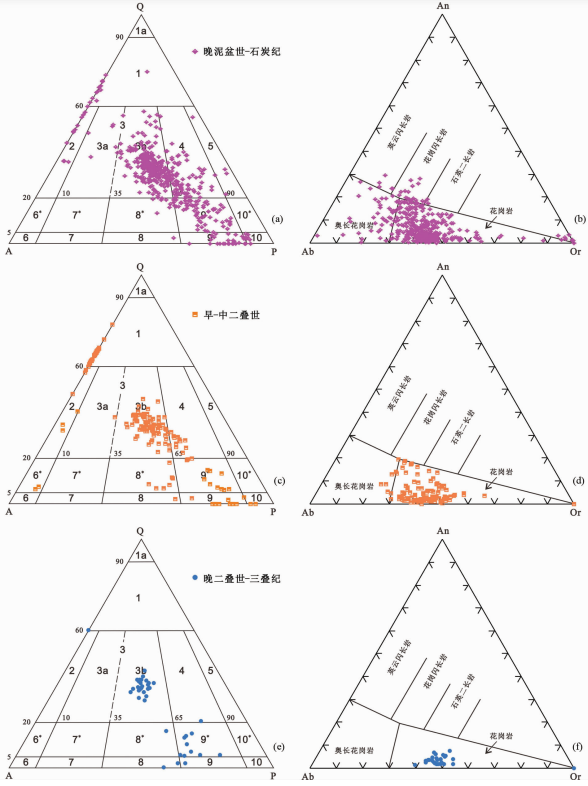 Q
An
1a
90
晚泥盆世-石炭纪
1
60
3
2
3a
3b
4
5
英云闪长岩
花岗闪长岩
石英二长岩
20
10
35
90
6*
7*
8*
9*
10*
(a)
奥长花岗岩
花岗岩
(b)
5
6
7
8
9
10
A
P
Ab
Or
Q
An
1a
90
早-中二叠世
1
60
3
2
3a
3b
4
5
英云闪长岩
花岗闪长岩
石英二长岩
20
10
35
65
90
6*
7*
8*
9*
(c)
奥长花岗岩
花岗岩
(d)
5
6
7
8
9
10
A
P
Ab
Or
Q
An
1a
90
晚二叠世-三叠纪
1
60
3
2
3a
3b
4
5
英云闪长岩
花岗闪长岩
石英二长岩
20
10
35
65
90
6*
7*
8*
9*
(e)
奥长花岗岩
花岗岩
(f)
5
6
7
8
9
10
A
P
Ab
Or